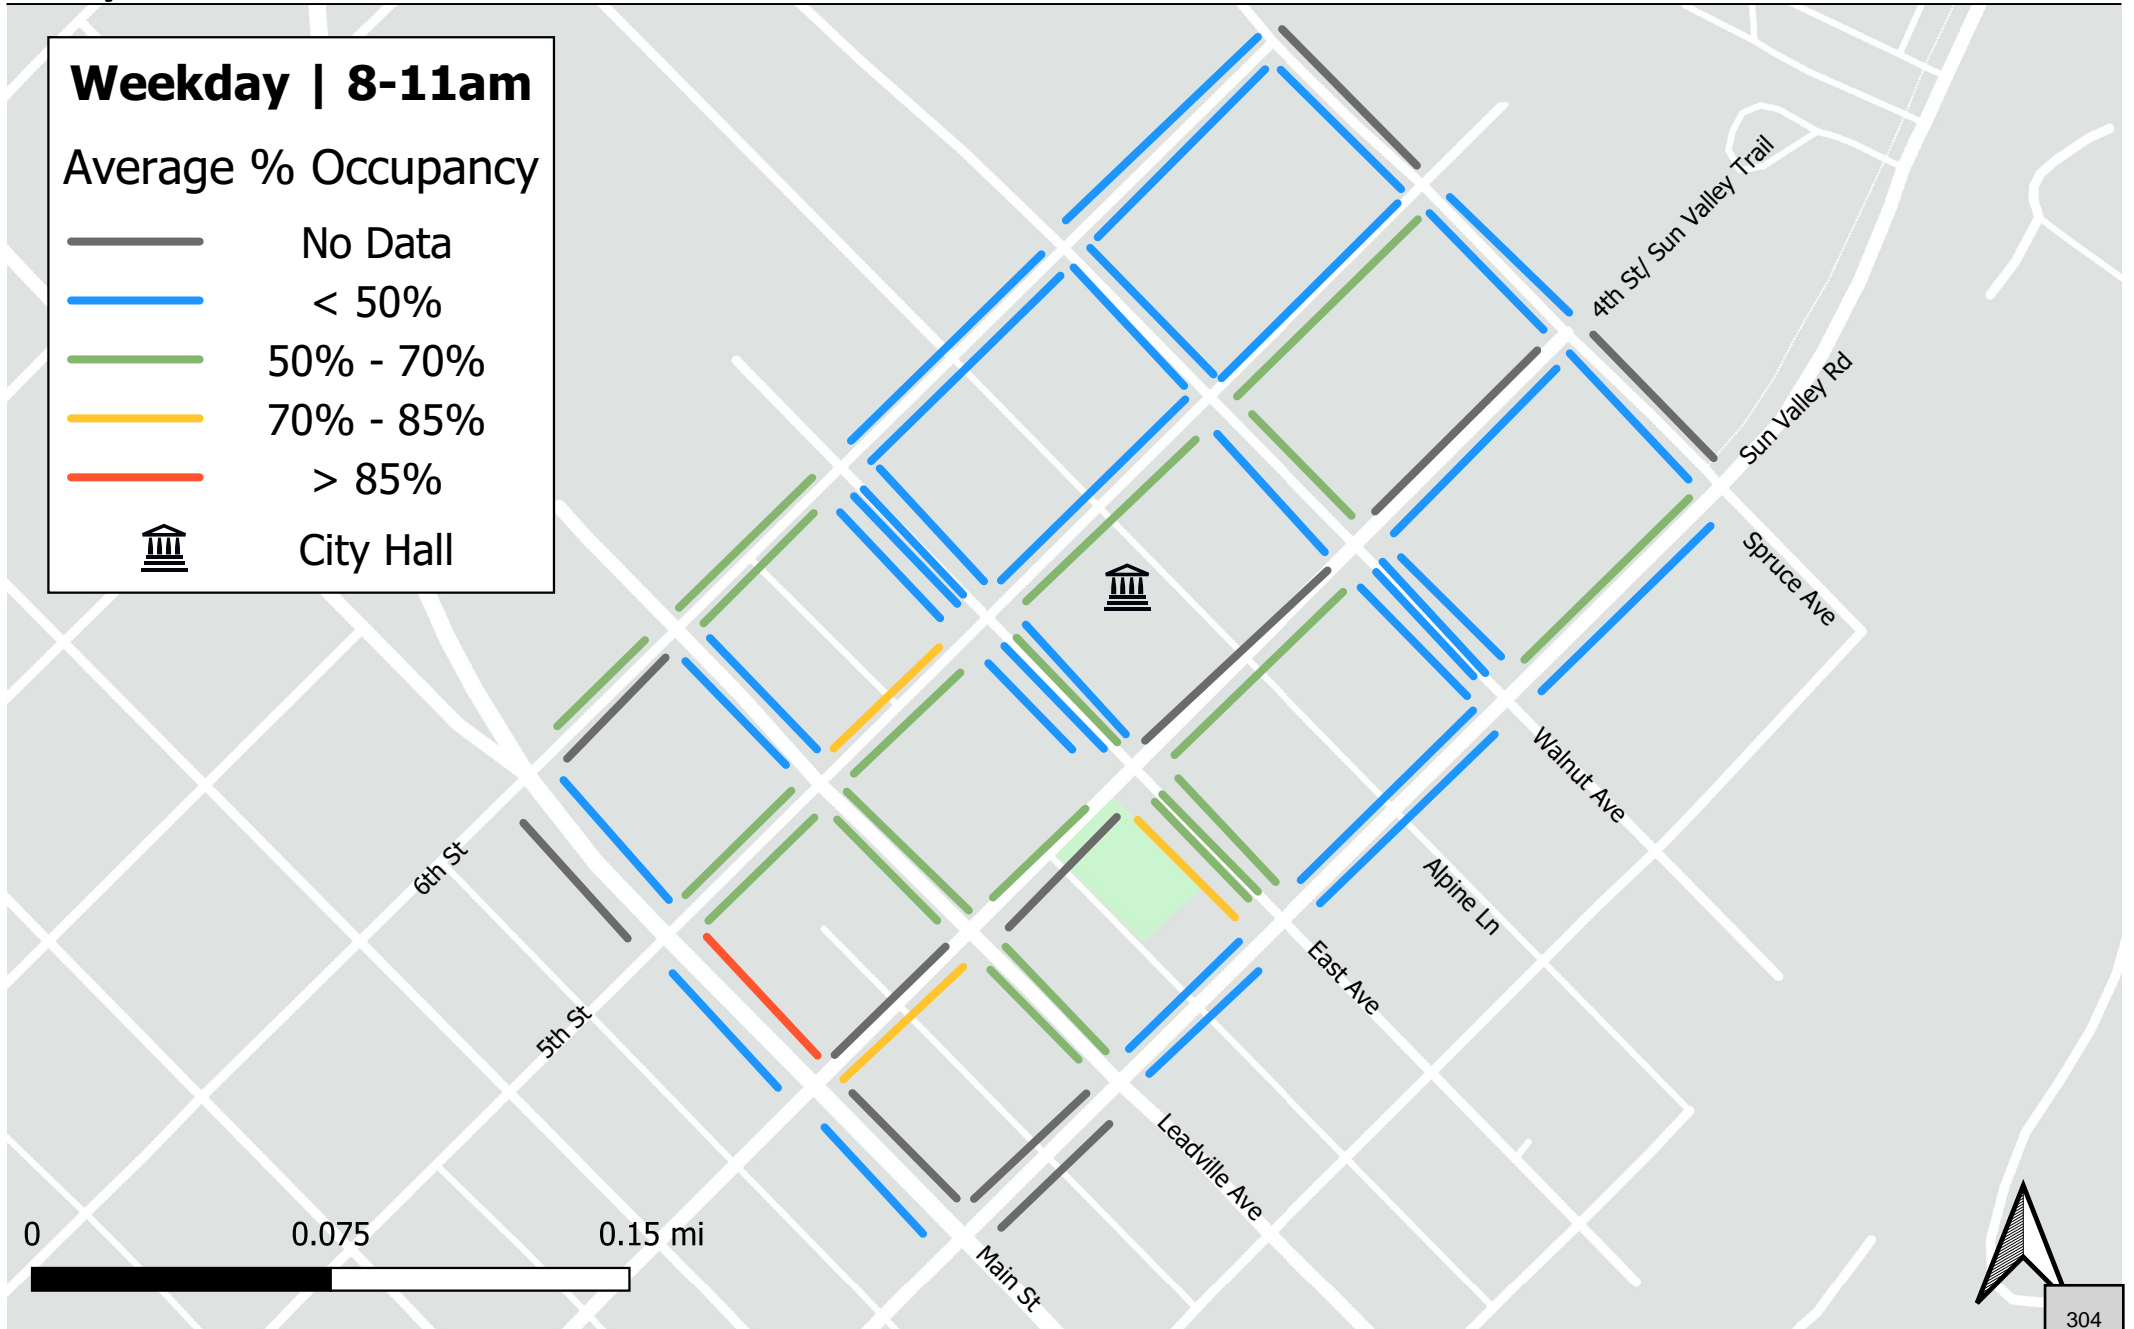 Weekday | 8-11am
Average % Occupancy
No Data
< 50%
50% - 70%
70% - 85%
> 85%
City Hall
4th St/ Sun Valley Trail
Sun Valley Rd
Spruce Ave
Walnut Ave
Alpine Ln
East Ave
Leadville Ave
Main St
6th St
5th St
0 0.075 0.15 mi
304